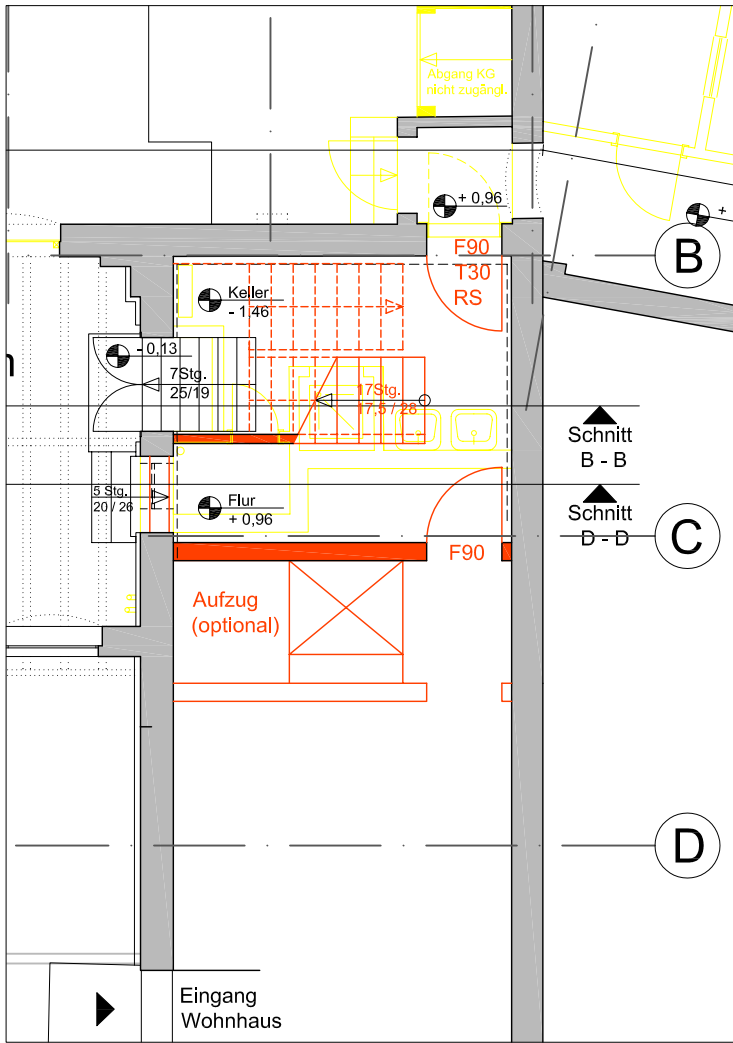 Abgang KG
nicht zugängl.
+ 0,96
+
F90
T30
RS
B
Keller
- 1.46
- 0,13
7Stg.
25/19
17Stg.
17,5 / 28
Schnitt
B - B
5 Stg.
20 / 26
Flur
+ 0,96
Schnitt
D - D
C
F90
Aufzug
(optional)
D
Eingang
Wohnhaus